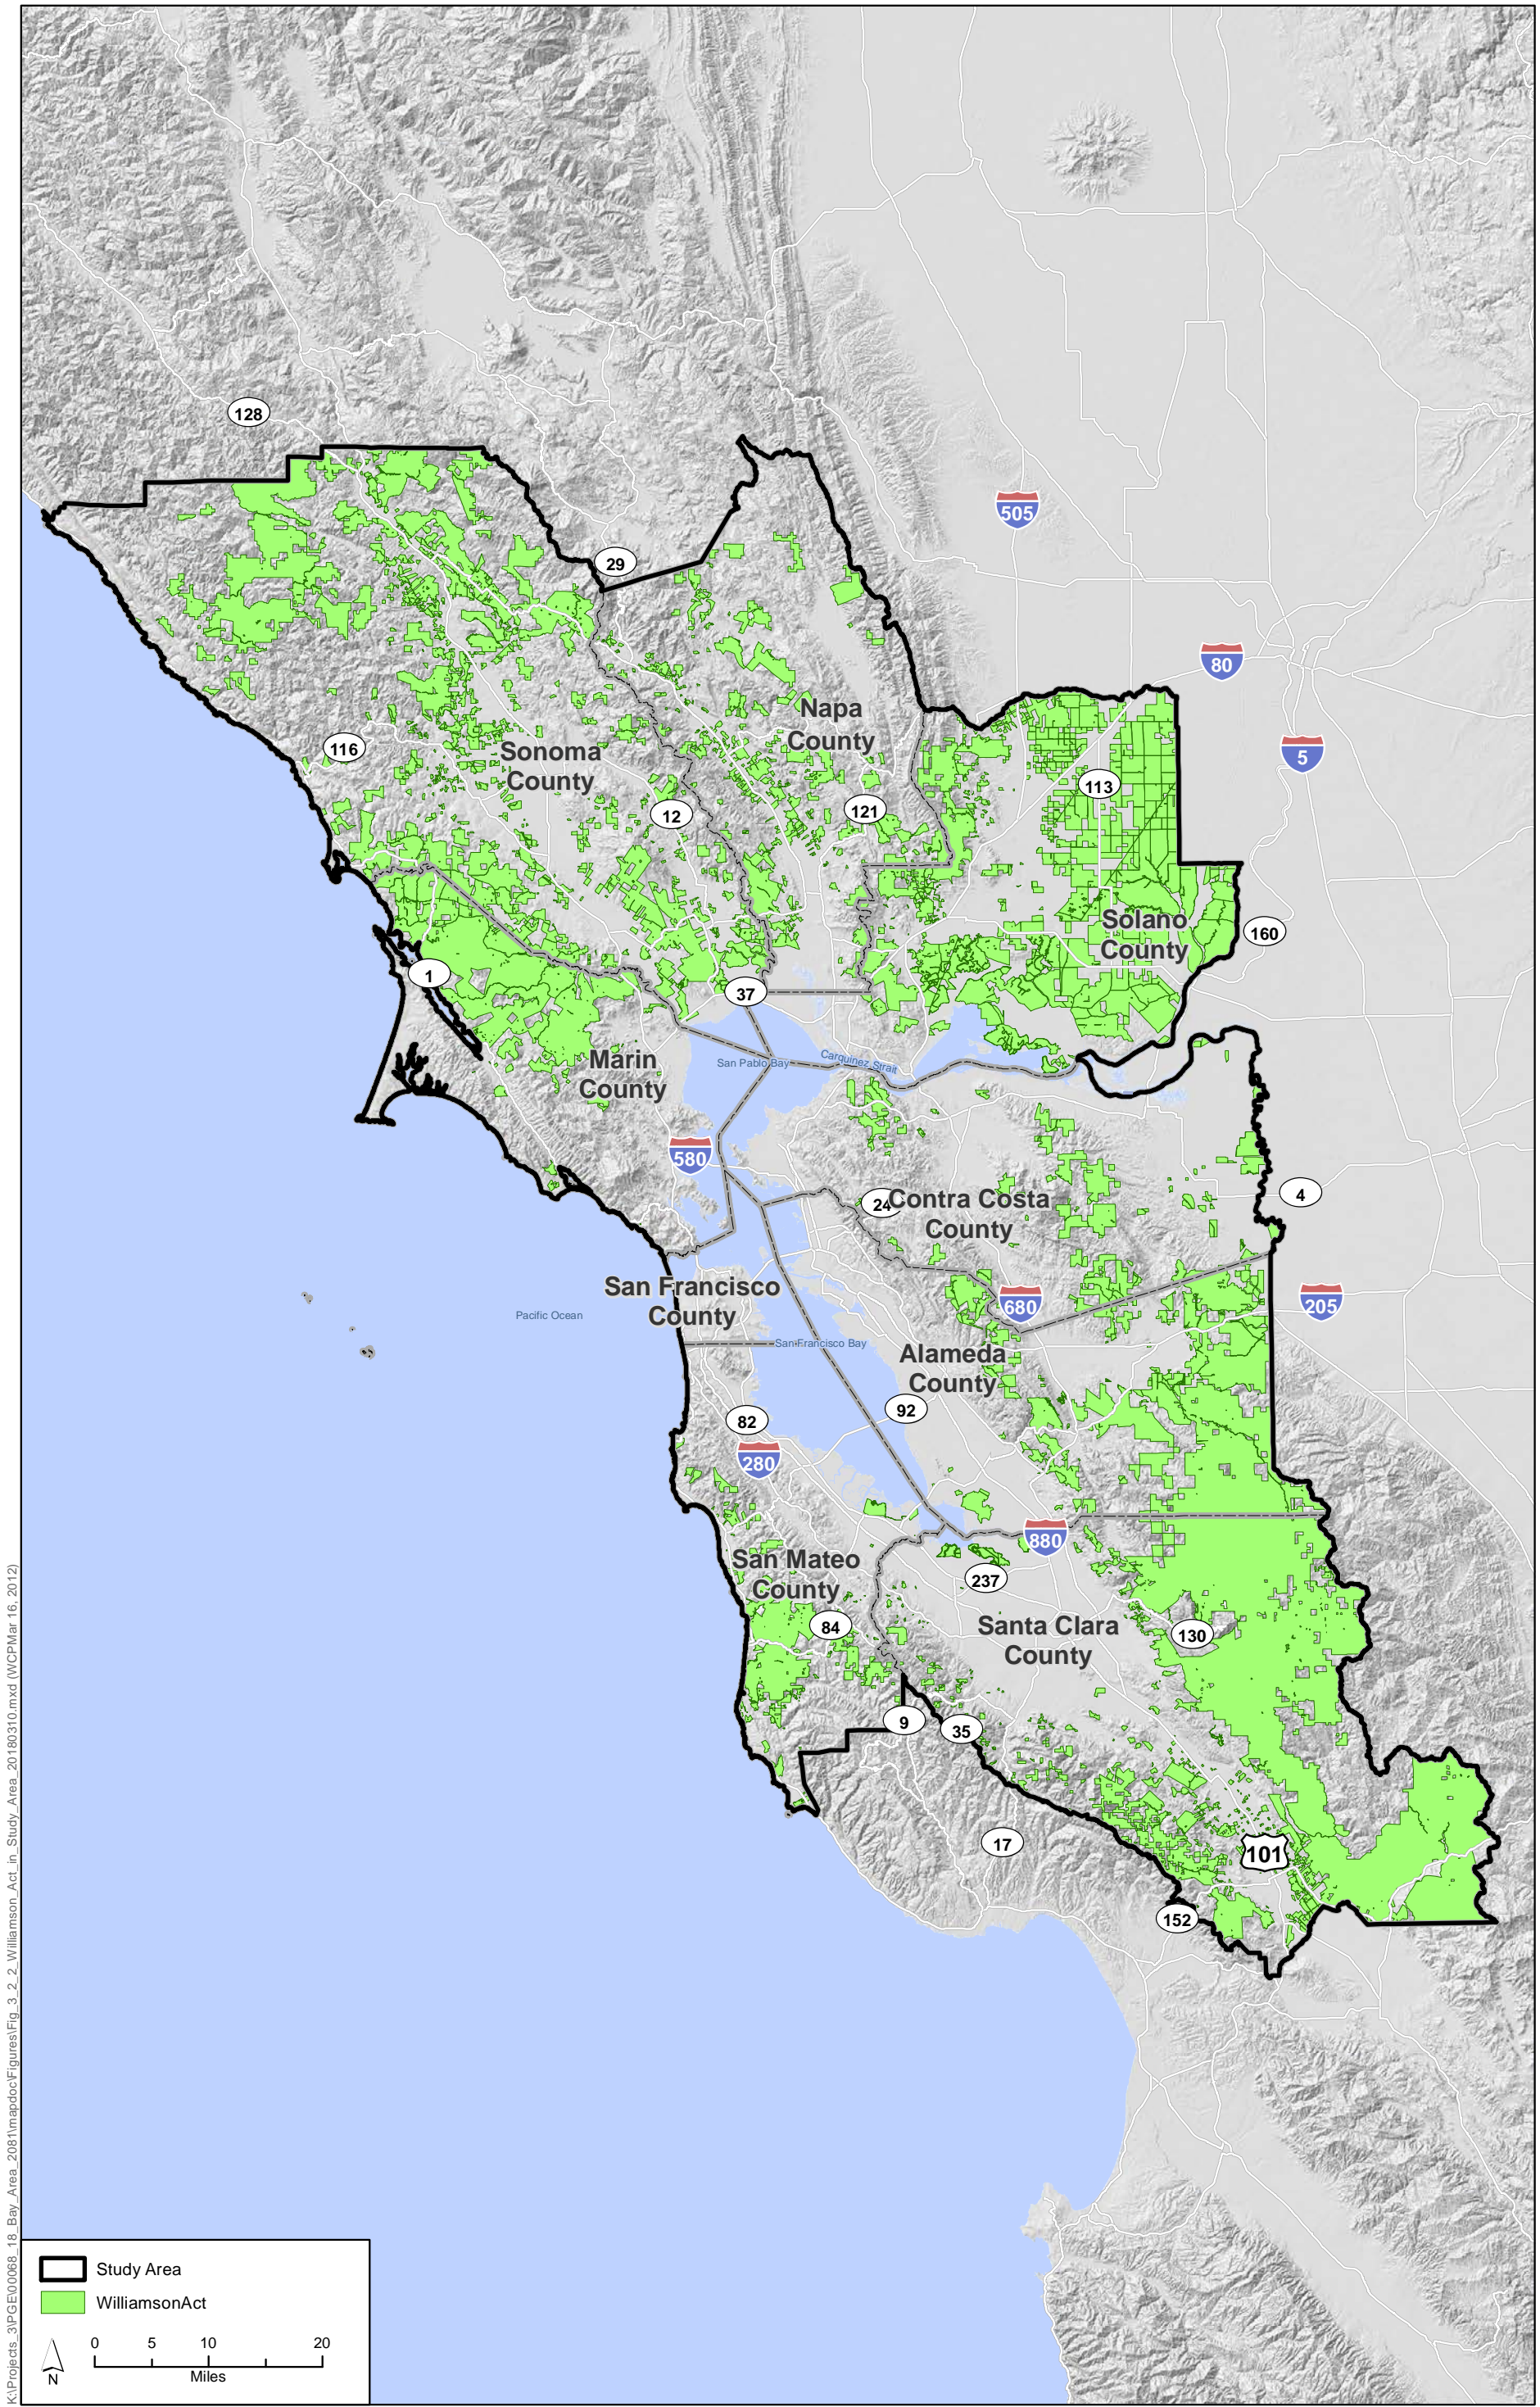 128
505
29
80
Napa
County
5
116
Sonoma
County
113
12
121
Solano
County
160
1
37
Marin
County
San Pablo Bay
Carquinez Strait
580
4
24
Contra Costa
County
San Francisco
County
680
205
Pacific Ocean
San Francisco Bay
Alameda
County
92
82
280
880
San Mateo
County
237
84
Santa Clara
County
130
9
35
17
101
152
K:\Projects_3\PGE\00068_18_Bay_Area_2081\mapdoc\Figures\Fig_3_2_2_Williamson_Act_in_Study_Area_20180310.mxd (WCPMar 16, 2012)
Study Area
WilliamsonAct
0 5 10 20
Miles
N